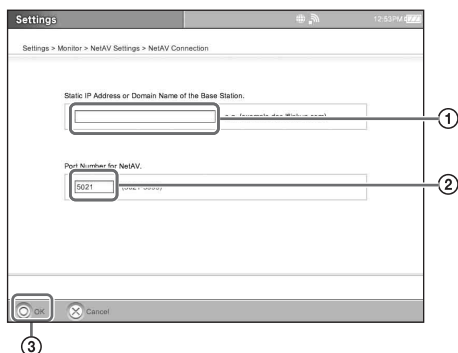 Settings
12:53PM
Settings > Monitor > NetAV Settings > NetAV Connection
Static IP Address or Domain Name of the Base Station.
1
Port Number for NetAV.
5021
2
OK
Cancel
3